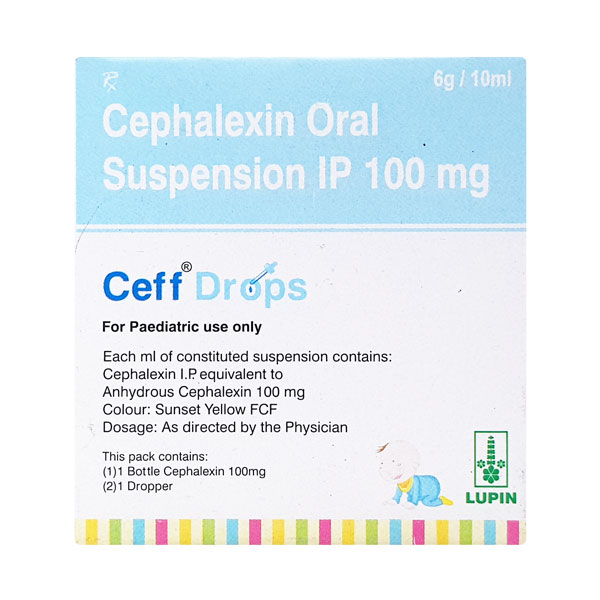 Rx 6g / 10ml
Cephalexin Oral
Suspension IP 100 mg
Ceff® Drops
For Paediatric use only
Each ml of constituted suspension contains:
Cephalexin I.P. equivalent to
Anhydrous Cephalexin 100 mg
Colour: Sunset Yellow FCF
Dosage: As directed by the Physician
This pack contains:
(1)1 Bottle Cephalexin 100mg
(2)1 Dropper
LUPIN